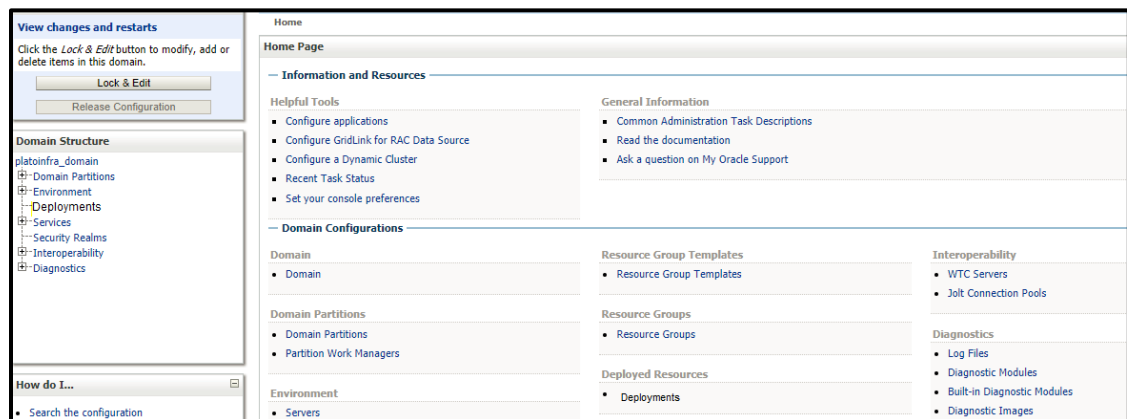 View changes and restarts
Click the Lock & Edit button to modify, add or
delete items in this domain.
Lock & Edit
Release Configuration
Domain Structure
platoinfra_domain
Domain Partitions
Environment
Deployments
Services
Security Realms
Interoperability
Diagnostics
How do I...
Search the configuration
Home
Home Page
Information and Resources
Helpful Tools
Configure applications
Configure GridLink for RAC Data Source
Configure a Dynamic Cluster
Recent Task Status
Set your console preferences
General Information
Common Administration Task Descriptions
Read the documentation
Ask a question on My Oracle Support
Domain Configurations
Domain
Domain
Domain Partitions
Domain Partitions
Partition Work Managers
Environment
Servers
Resource Group Templates
Resource Group Templates
Resource Groups
Resource Groups
Deployed Resources
Deployments
Interoperability
WTC Servers
Jolt Connection Pools
Diagnostics
Log Files
Diagnostic Modules
Built-in Diagnostic Modules
Diagnostic Images